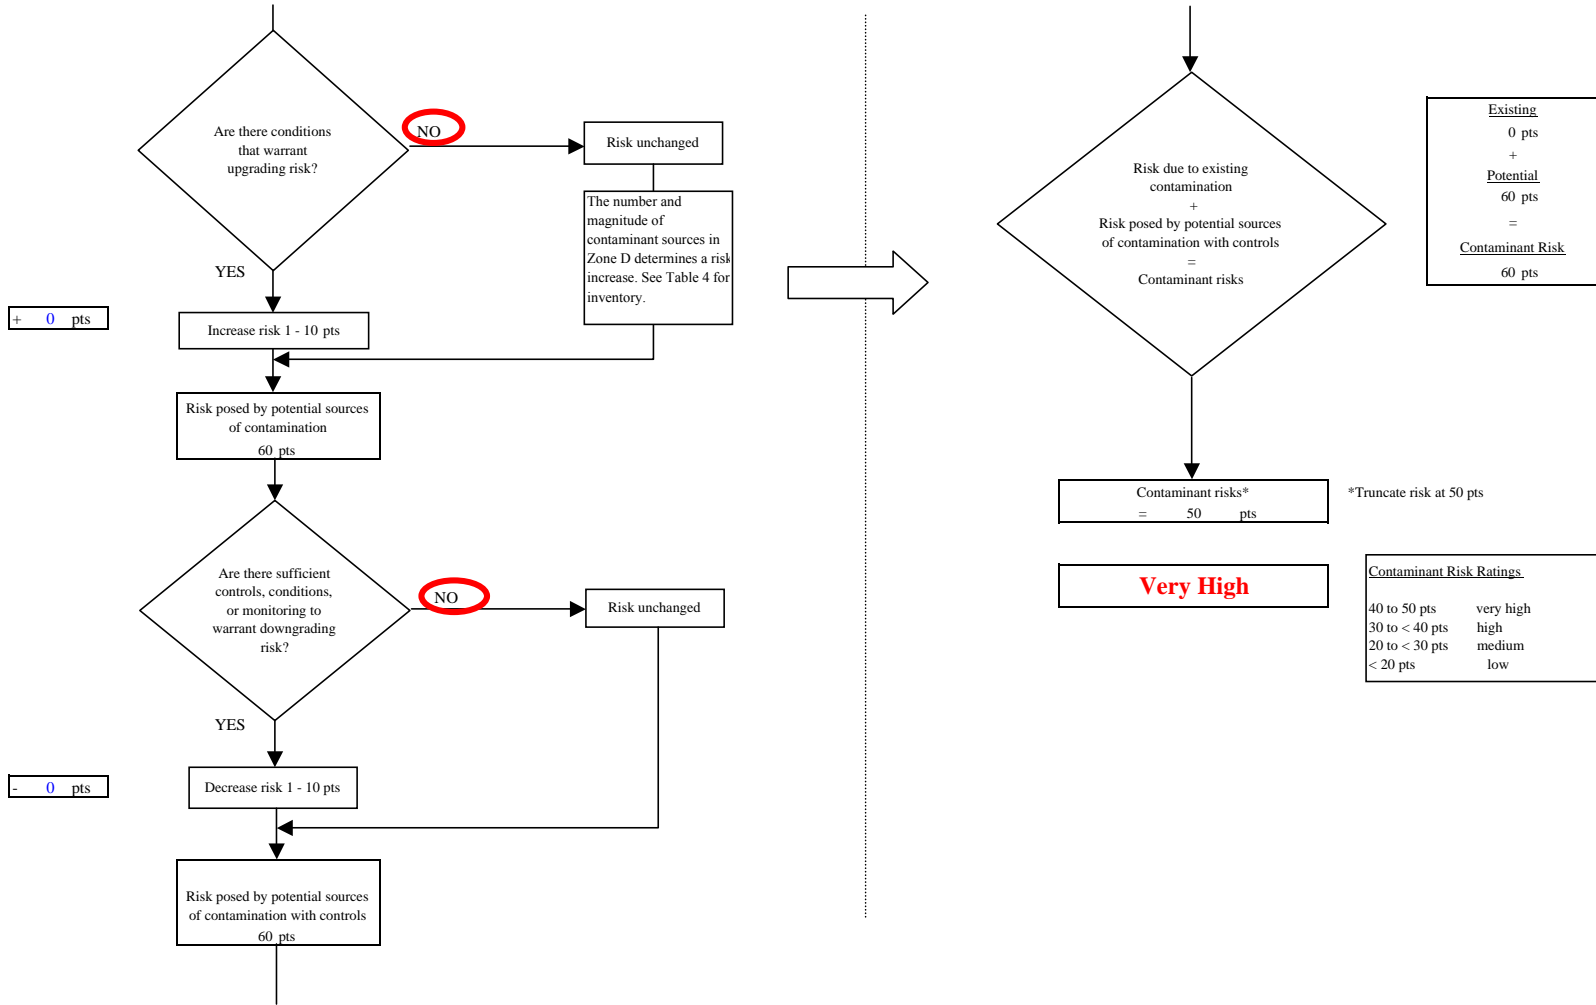 Are there conditions
that warrant
upgrading risk?
NO
Risk unchanged
The number and
magnitude of
contaminant sources in
Zone D determines a risk
increase. See Table 4 for
inventory.
YES
+ 0 pts
Increase risk 1 - 10 pts
Risk posed by potential sources
of contamination
60 pts
Are there sufficient
controls, conditions,
or monitoring to
warrant downgrading
risk?
NO
Risk unchanged
YES
- 0 pts
Decrease risk 1 - 10 pts
Risk posed by potential sources
of contamination with controls
60 pts
Risk due to existing
contamination
+
Risk posed by potential sources
of contamination with controls
=
Contaminant risks
Existing
0 pts
+
Potential
60 pts
=
Contaminant Risk
60 pts
Contaminant risks*
= 50 pts
*Truncate risk at 50 pts
Very High
Contaminant Risk Ratings
40 to 50 pts very high
30 to < 40 pts high
20 to < 30 pts medium
< 20 pts low